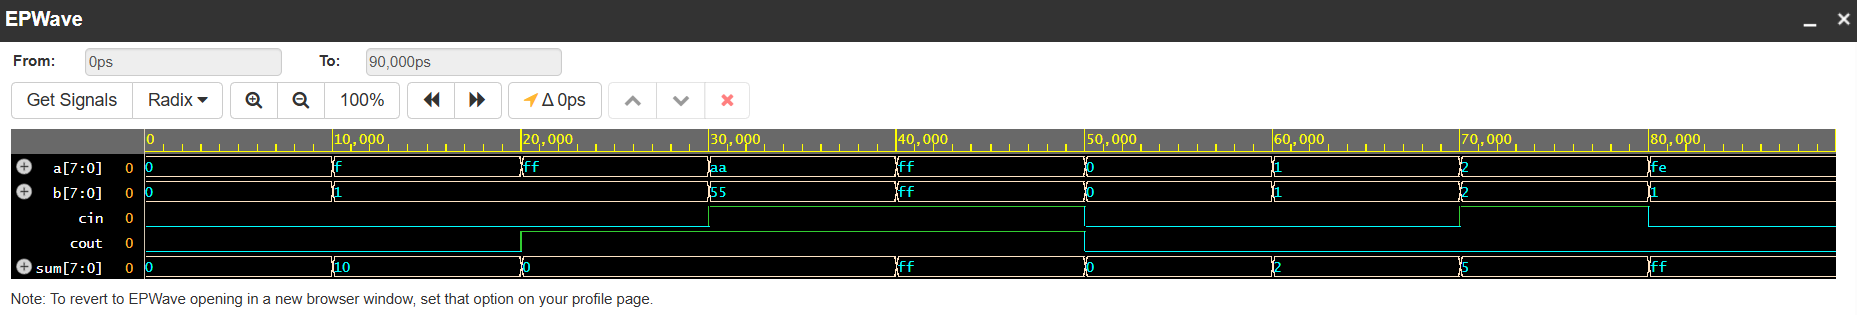 EPWave
From: 0ps To: 90,000ps
Get Signals Radix 100% Δ 0ps
0 10,000 20,000 30,000 40,000 50,000 60,000 70,000 80,000
a[7:0] 0 0 f ff aa ff 0 1 2 fe
b[7:0] 0 0 1 55 ff 0 1 2 1
cin 0
cout 0
sum[7:0] 0 0 10 0 ff 0 2 5 ff
Note: To revert to EPWave opening in a new browser window, set that option on your profile page.